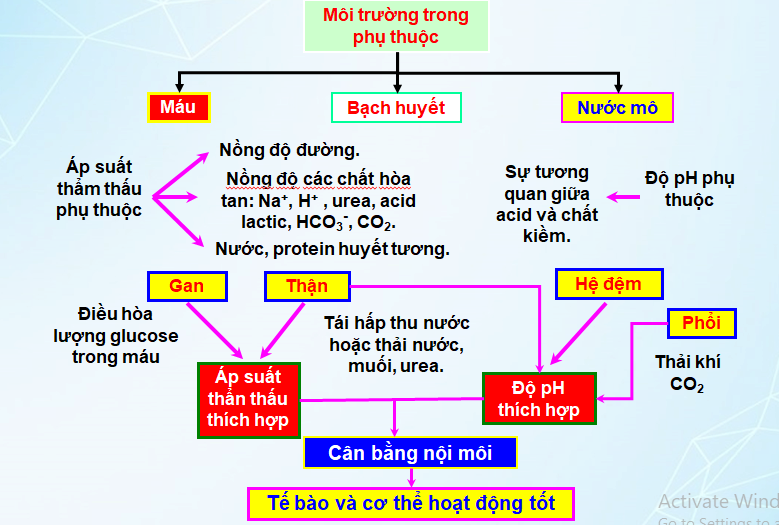 Môi trường trong
phụ thuộc
Máu
Bạch huyết
Nước mô
Áp suất
thẩm thấu
phụ thuộc
Nồng độ đường.
Nồng độ các chất hòa
tan: Na⁺, H⁺ , urea, acid
lactic, HCO₃⁻, CO₂.
Nước, protein huyết tương.
Sự tương
quan giữa
acid và chất
kiềm.
Độ pH phụ
thuộc
Gan
Thận
Hệ đệm
Phổi
Điều hòa
lượng glucose
trong máu
Tái hấp thu nước
hoặc thải nước,
muối, urea.
Thải khí
CO₂
Áp suất
thẩn thấu
thích hợp
Độ pH
thích hợp
Cân bằng nội môi
Tế bào và cơ thể hoạt động tốt
Activate Wind
Go to Settings to a